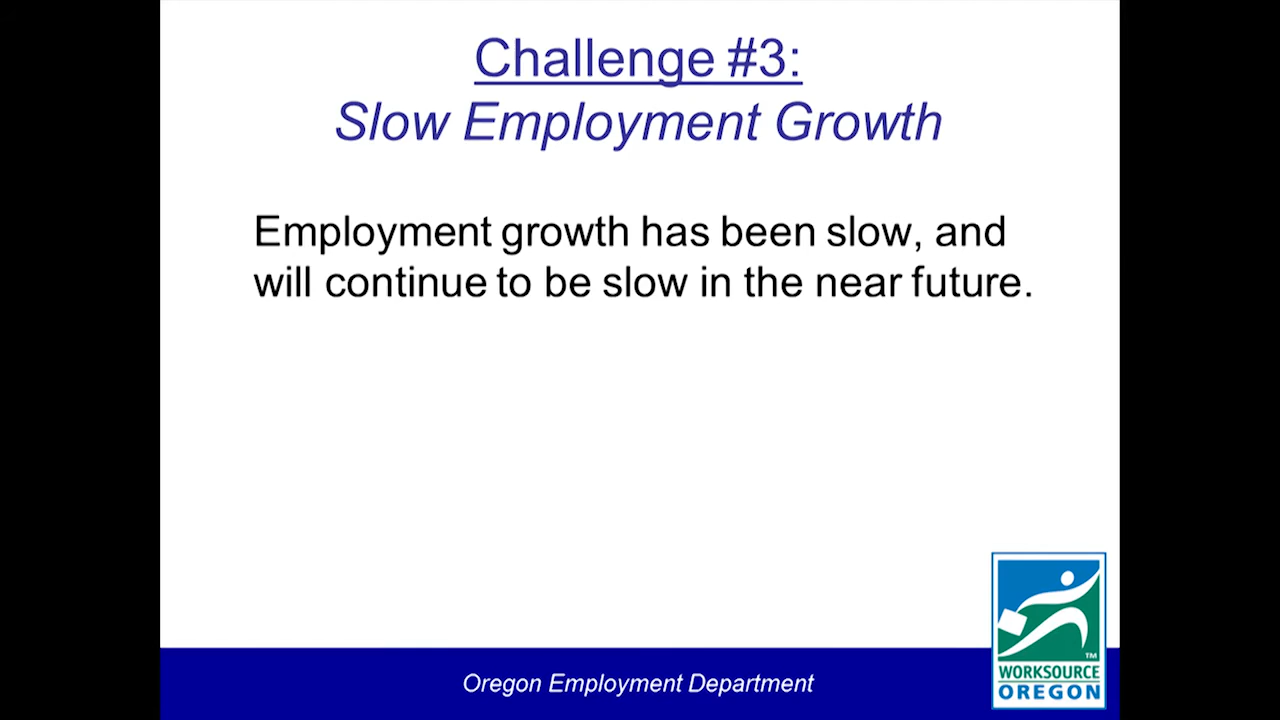 Challenge #3:
Slow Employment Growth
Employment growth has been slow, and
will continue to be slow in the near future.
Oregon Employment Department
TM
WORKSOURCE
OREGON